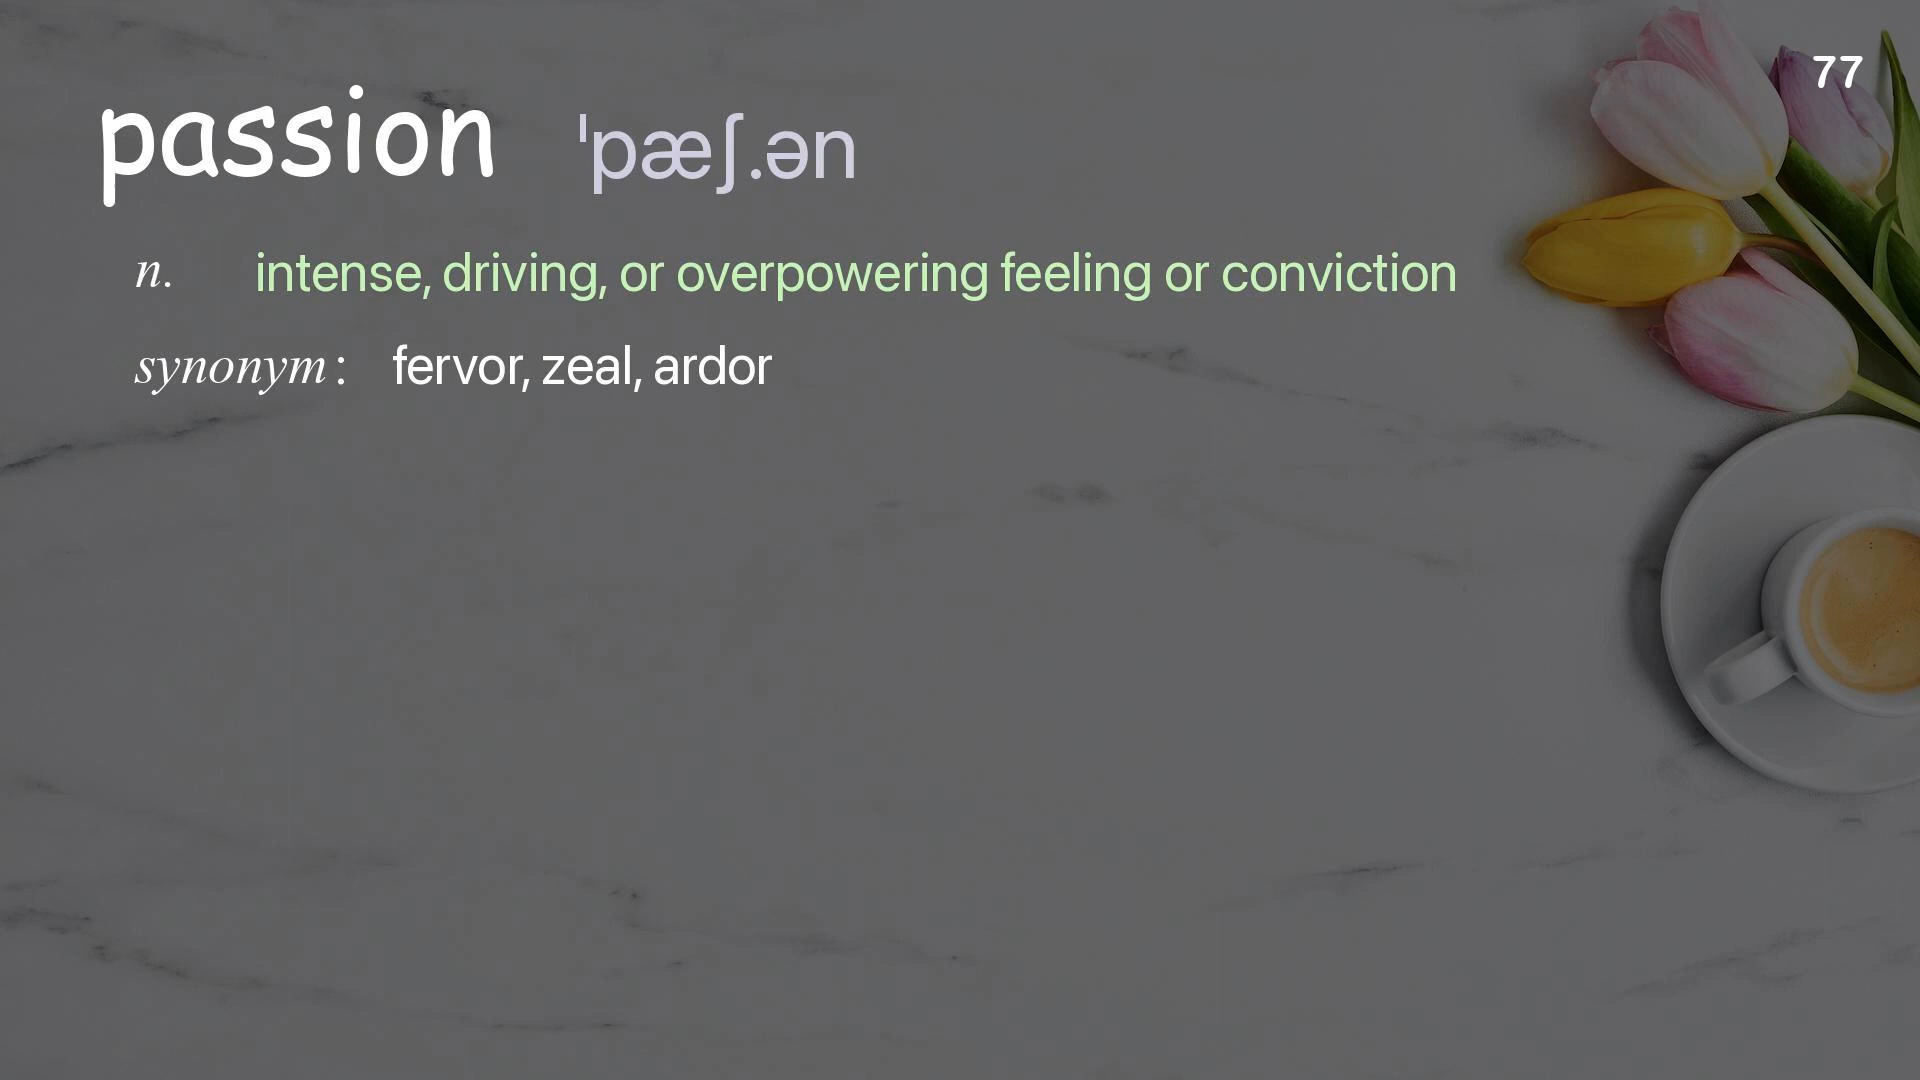 77
passion ˈpæʃ.ən
n. intense, driving, or overpowering feeling or conviction
synonym : fervor, zeal, ardor